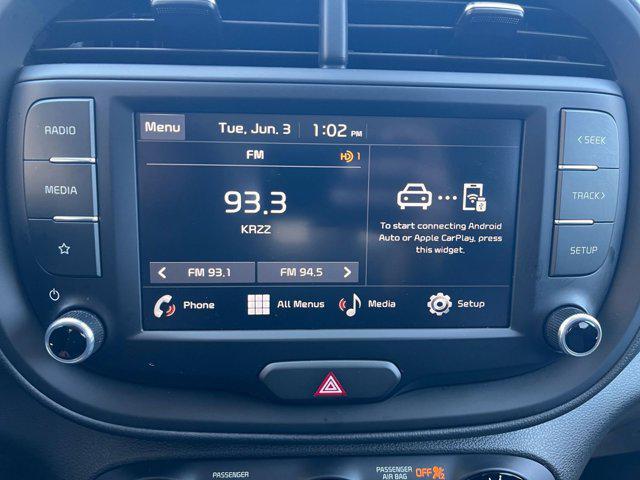 Menu Tue, Jun. 3 1:02 PM
RADIO
MEDIA
FM HD 1
93.3
KRZZ
FM 93.1 FM 94.5
To start connecting Android
Auto or Apple CarPlay, press
this widget.
Phone All Menus Media Setup
< SEEK
TRACK >
SETUP
PASSENGER
PASSENGER
AIR BAG
OFF
2